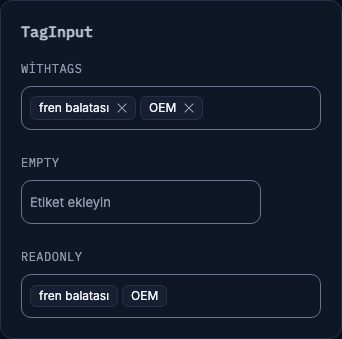 TagInput
WİTHTAGS
fren balatası × OEM ×
EMPTY
Etiket ekleyin
READONLY
fren balatası OEM